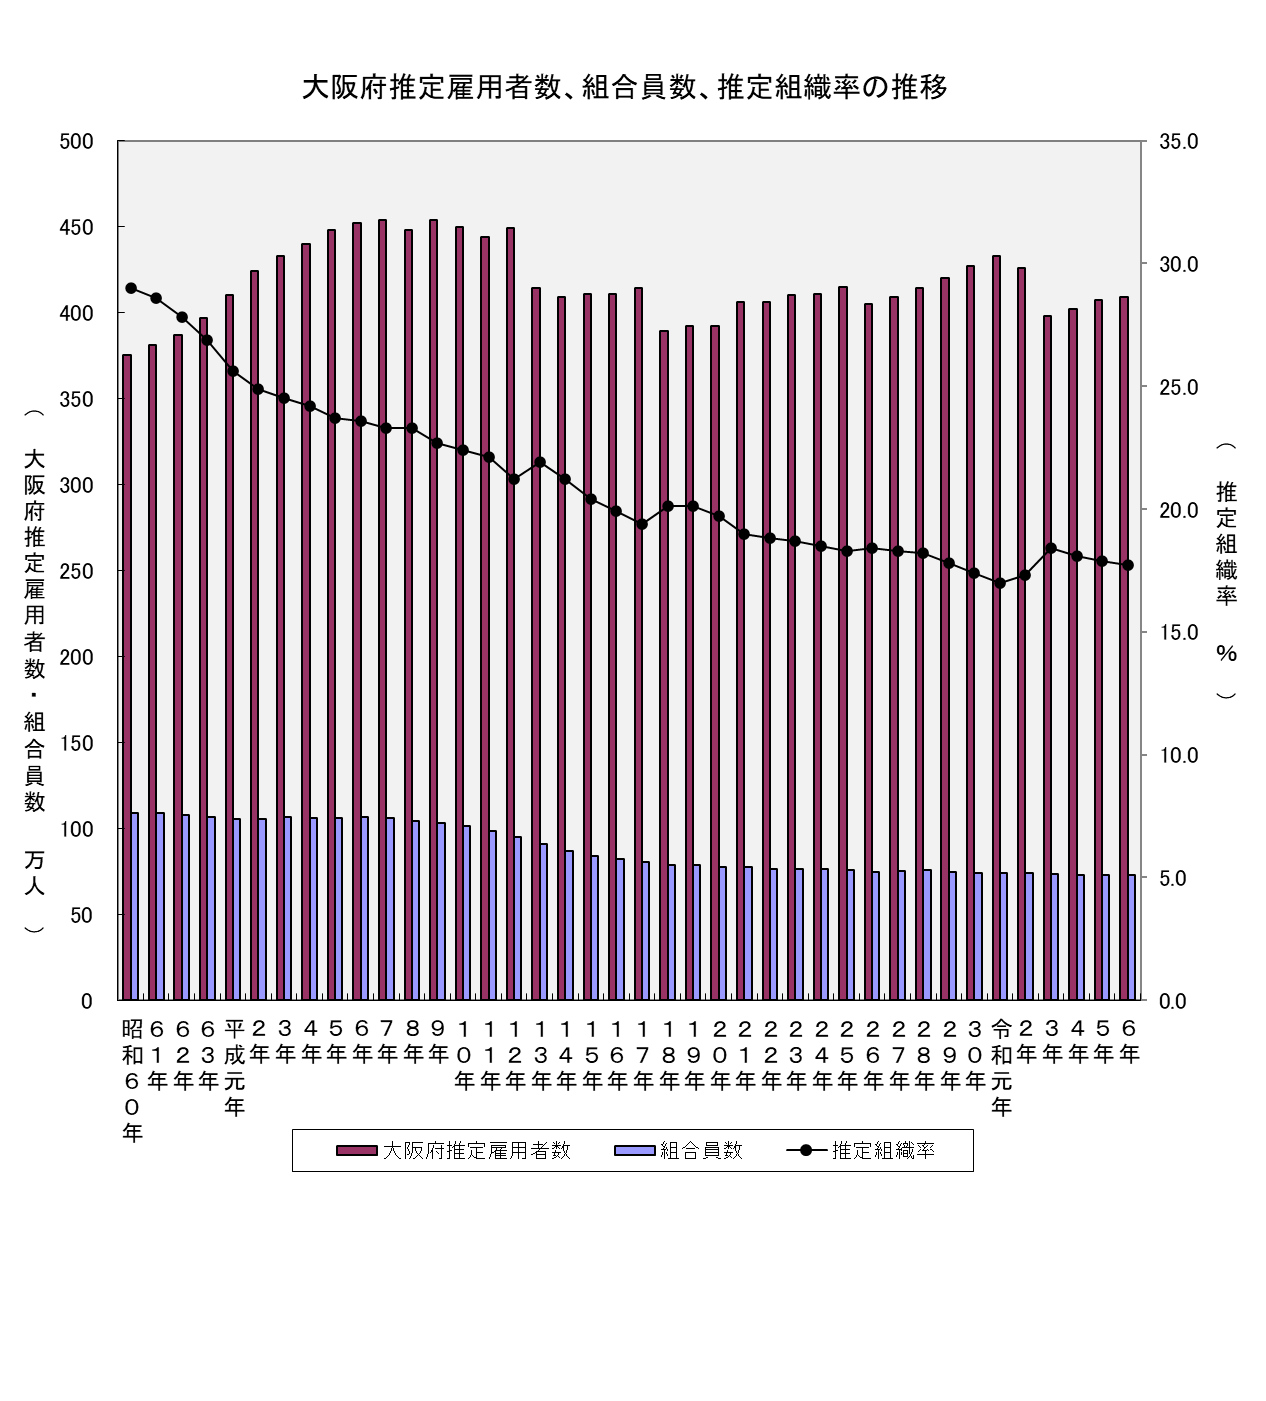 大阪府推定雇用者数、組合員数、推定組織率の推移
500
450
400
350
300
250
200
150
100
50
0
35.0
30.0
25.0
20.0
15.0
10.0
5.0
0.0
（ 大阪府推定雇用者数・組合員数 万人 ）
（ 推定組織率 % ）
昭和６０年
６１年
６２年
６３年
平成元年
２年
３年
４年
５年
６年
７年
８年
９年
１０年
１１年
１２年
１３年
１４年
１５年
１６年
１７年
１８年
１９年
２０年
２１年
２２年
２３年
２４年
２５年
２６年
２７年
２８年
２９年
３０年
令和元年
２年
３年
４年
５年
６年
大阪府推定雇用者数
組合員数
推定組織率